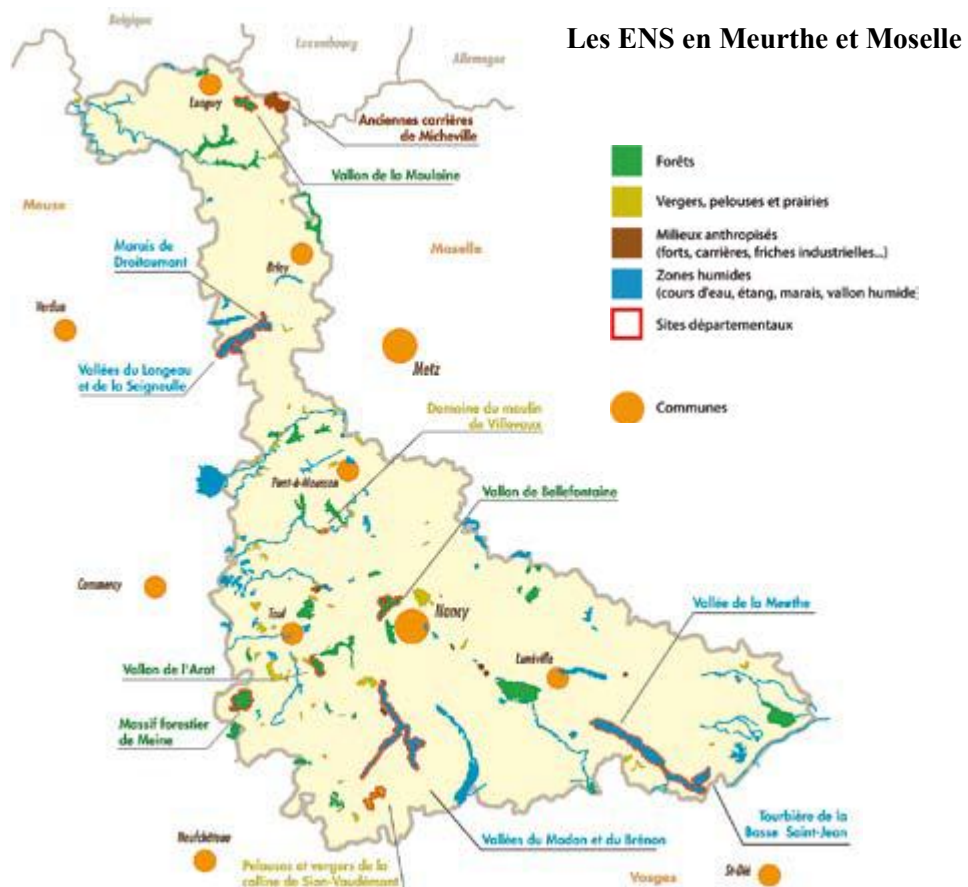 Les ENS en Meurthe et Moselle
Belgique
Luxembourg
Allemagne
Longwy
Anciennes carrières
de Micheville
Vallon de la Moulaine
Forêts
Vergers, pelouses et prairies
Milieux anthropisés
(forts, carrières, friches industrielles...)
Zones humides
(cours d'eau, étang, marais, vallon humide)
Sites départementaux
Communes
Meuse
Moselle
Marais de
Droitaumont
Briey
Verdun
Metz
Vallées du Longeau
et de la Seigneulle
Domaine du moulin
de Villevaux
Pont-à-Mousson
Vallon de Bellefontaine
Commercy
Toul
Nancy
Vallée de la Meurthe
Lunéville
Vallon de l'Arot
Massif forestier
de Meine
Tourbière de la
Basse Saint-Jean
Neufchâteau
Vallées du Madon et du Brénon
Pelouses et vergers de la
colline de Sion-Vaudémont
Vosges
St-Dié